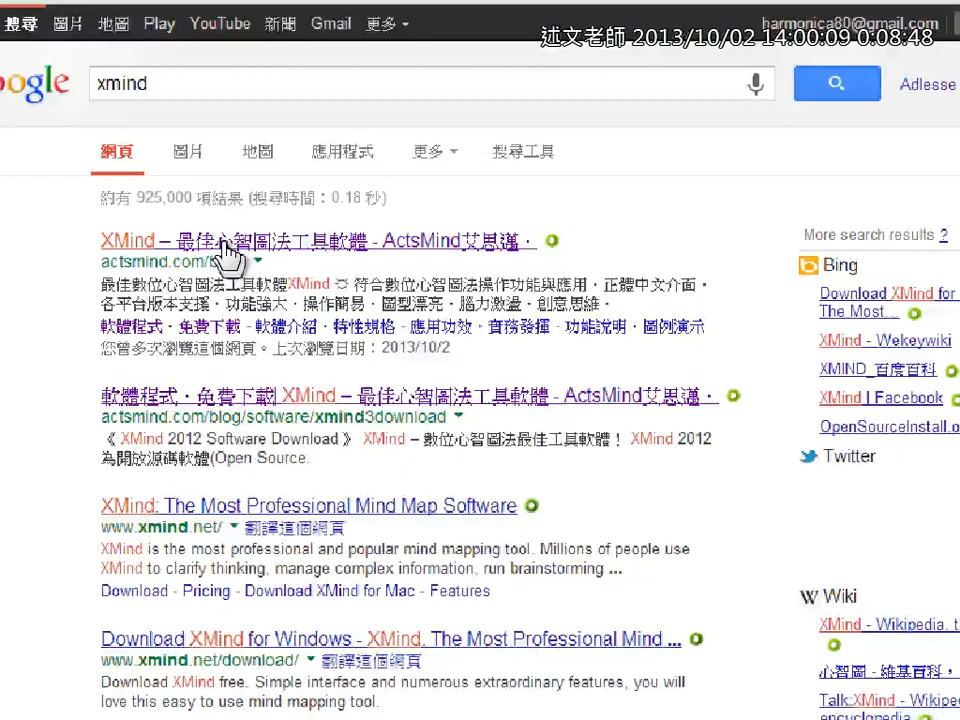 搜尋 圖片 地圖 Play YouTube 新聞 Gmail 更多
harmonica80@gmail.com
述文老師 2013/10/02 14:00:09 0:08:48
oogle xmind Adlesse
網頁 圖片 地圖 應用程式 更多 搜尋工具
約有 925,000 項結果 (搜尋時間：0.18 秒)
XMind – 最佳心智圖法工具軟體 - ActsMind艾思邁．
actsmind.com/b
最佳數位心智圖法工具軟體XMind ☼ 符合數位心智圖法操作功能與應用．正體中文介面．
各平台版本支援．功能強大．操作簡易．圖型漂亮．腦力激盪．創意思維．
軟體程式．免費下載 - 軟體介紹．特性規格 - 應用功效．實務發揮 - 功能說明．圖例演示
您曾多次瀏覽這個網頁。上次瀏覽日期：2013/10/2
軟體程式．免費下載| XMind – 最佳心智圖法工具軟體 - ActsMind艾思邁．
actsmind.com/blog/software/xmind3download
《 XMind 2012 Software Download 》 XMind – 數位心智圖法最佳工具軟體！ XMind 2012
為開放源碼軟體(Open Source.
XMind: The Most Professional Mind Map Software
www.xmind.net/ 翻譯這個網頁
XMind is the most professional and popular mind mapping tool. Millions of people use
XMind to clarify thinking, manage complex information, run brainstorming ...
Download - Pricing - Download XMind for Mac - Features
Download XMind for Windows - XMind. The Most Professional Mind ...
www.xmind.net/download/ 翻譯這個網頁
Download XMind free. Simple interface and numerous extraordinary features, you will
love this easy to use mind mapping tool.
More search results ?
Bing
Download XMind for
The Most...
XMind - Wekeywiki
XMIND_百度百科
XMind | Facebook
OpenSourceInstall.o
Twitter
W Wiki
XMind - Wikipedia, t
心智圖 - 維基百科，
Talk:XMind - Wikipe
encyclopedia